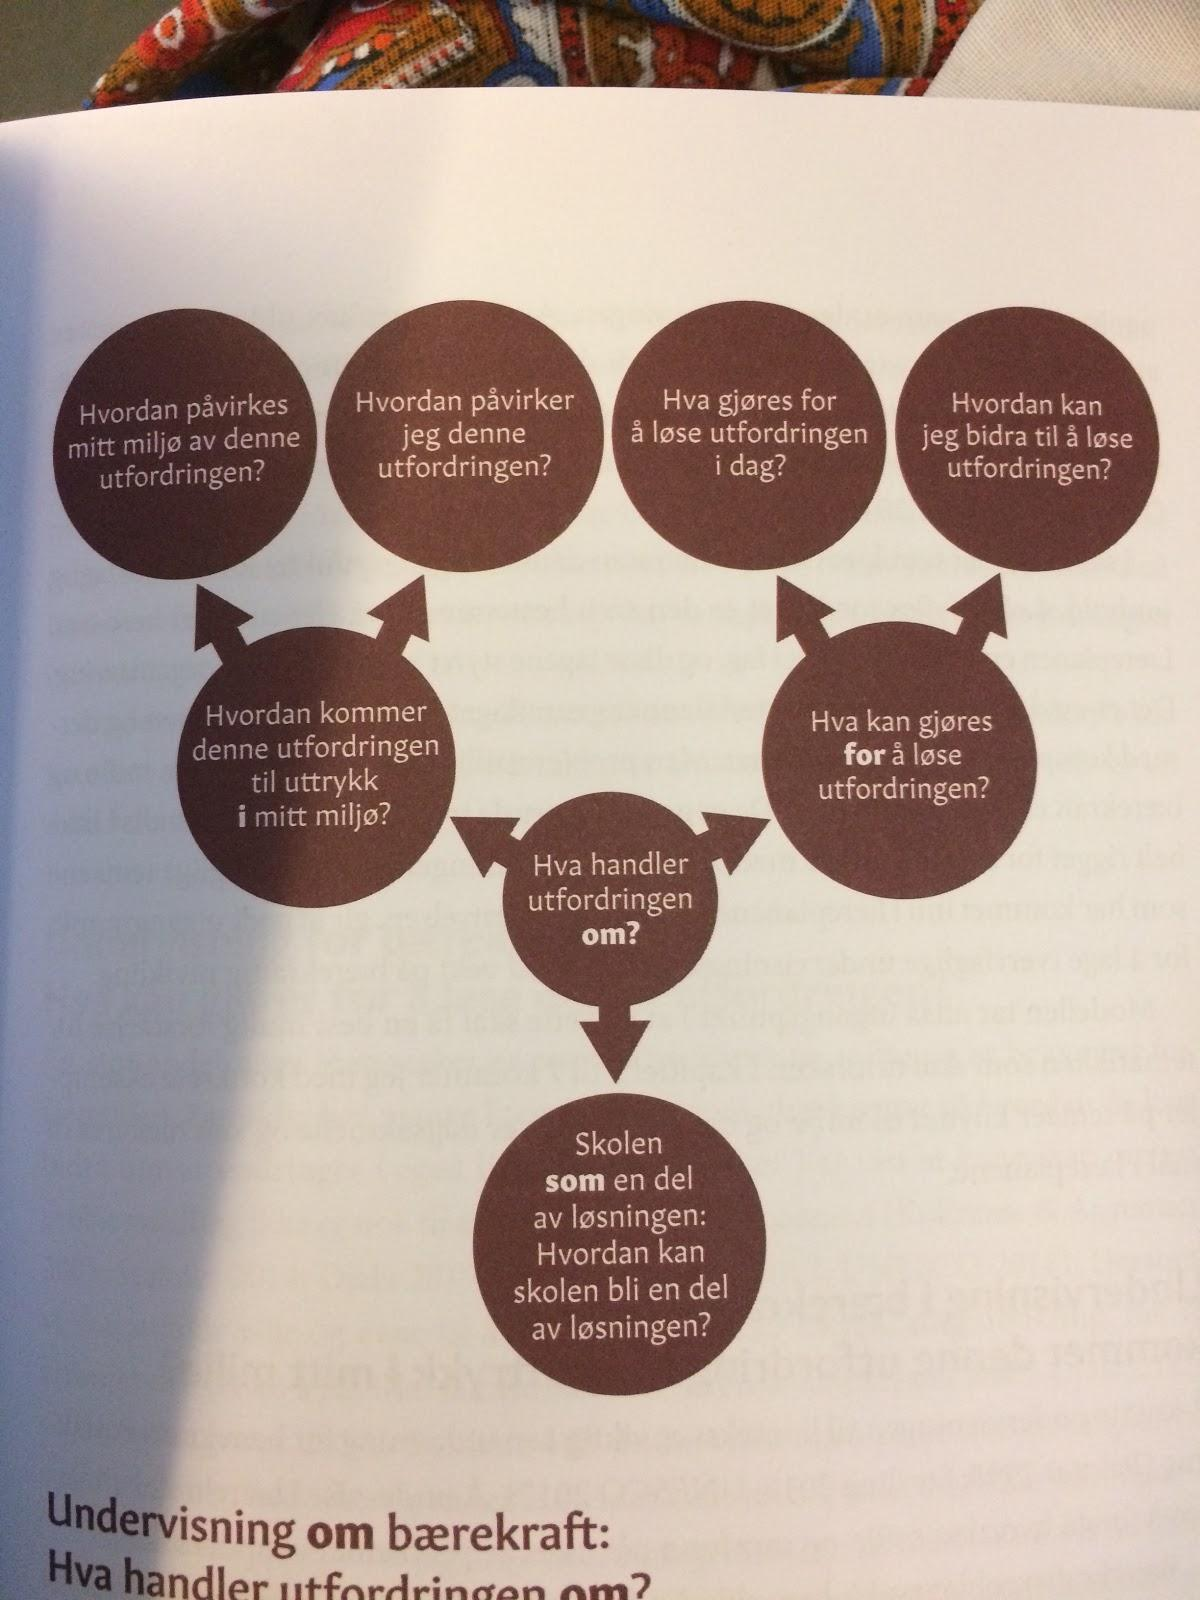 Hvordan påvirkes
mitt miljø av denne
utfordringen?
Hvordan påvirker
jeg denne
utfordringen?
Hva gjøres for
å løse utfordringen
i dag?
Hvordan kan
jeg bidra til å løse
utfordringen?
Hvordan kommer
denne utfordringen
til uttrykk
i mitt miljø?
Hva kan gjøres
for å løse
utfordringen?
Hva handler
utfordringen
om?
Skolen
som en del
av løsningen:
Hvordan kan
skolen bli en del
av løsningen?
Undervisning om bærekraft:
Hva handler utfordringen om?